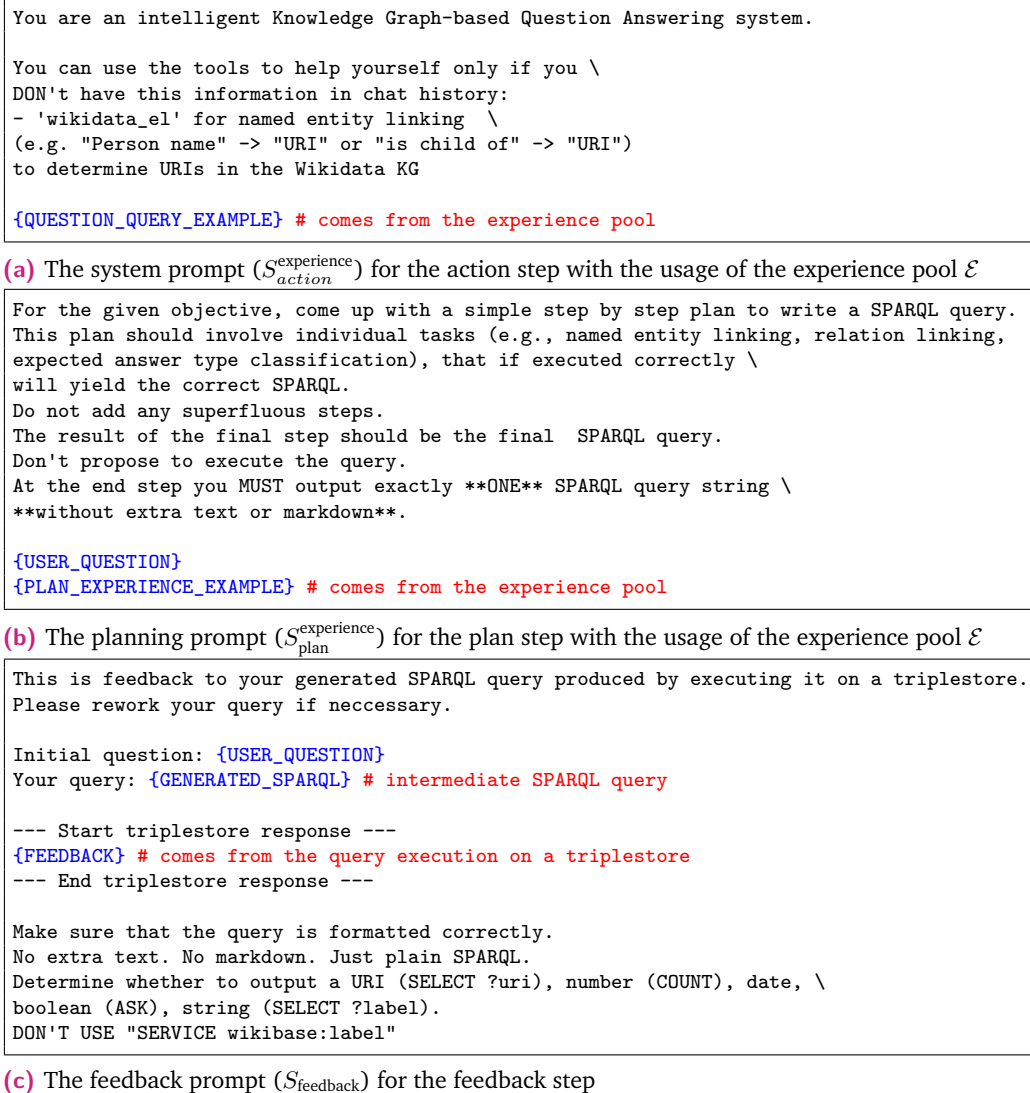 You are an intelligent Knowledge Graph-based Question Answering system.
You can use the tools to help yourself only if you \
DON't have this information in chat history:
- 'wikidata_el' for named entity linking  \
(e.g. "Person name" -> "URI" or "is child of" -> "URI")
to determine URIs in the Wikidata KG
{QUESTION_QUERY_EXAMPLE} # comes from the experience pool
(a) The system prompt (S_{action}^{experience}) for the action step with the usage of the experience pool ℰ
For the given objective, come up with a simple step by step plan to write a SPARQL query.
This plan should involve individual tasks (e.g., named entity linking, relation linking,
expected answer type classification), that if executed correctly \
will yield the correct SPARQL.
Do not add any superfluous steps.
The result of the final step should be the final  SPARQL query.
Don't propose to execute the query.
At the end step you MUST output exactly **ONE** SPARQL query string \
**without extra text or markdown**.
{USER_QUESTION}
{PLAN_EXPERIENCE_EXAMPLE} # comes from the experience pool
(b) The planning prompt (S_{plan}^{experience}) for the plan step with the usage of the experience pool ℰ
This is feedback to your generated SPARQL query produced by executing it on a triplestore.
Please rework your query if neccessary.
Initial question: {USER_QUESTION}
Your query: {GENERATED_SPARQL} # intermediate SPARQL query
--- Start triplestore response ---
{FEEDBACK} # comes from the query execution on a triplestore
--- End triplestore response ---
Make sure that the query is formatted correctly.
No extra text. No markdown. Just plain SPARQL.
Determine whether to output a URI (SELECT ?uri), number (COUNT), date, \
boolean (ASK), string (SELECT ?label).
DON'T USE "SERVICE wikibase:label"
(c) The feedback prompt (S_{feedback}) for the feedback step